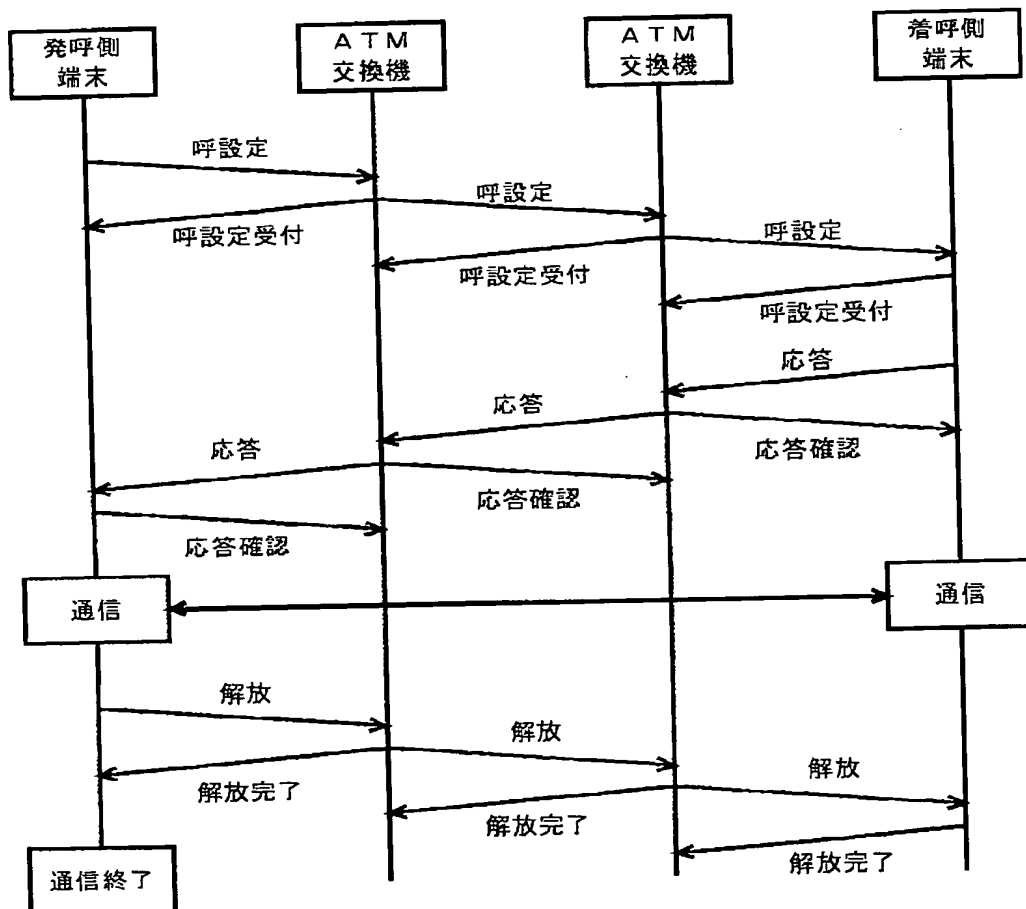 発呼側
端末
ATM
交換機
ATM
交換機
着呼側
端末
呼設定
呼設定
呼設定受付
呼設定
呼設定受付
呼設定受付
応答
応答
応答確認
応答
応答確認
応答確認
通信
通信
解放
解放
解放完了
解放
解放完了
解放完了
通信終了